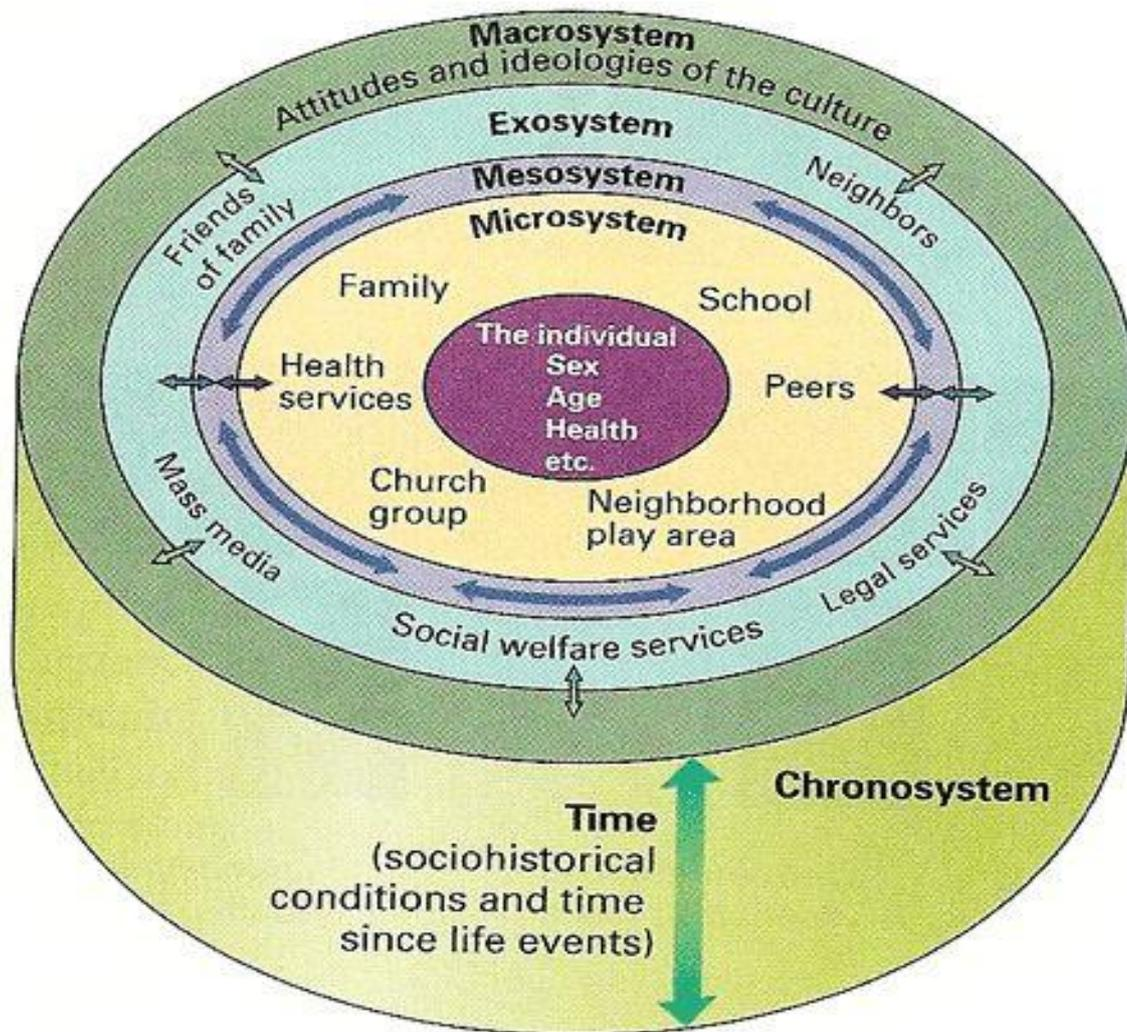 Macrosystem
Attitudes and ideologies of the culture
Exosystem
Mesosystem
Microsystem
Friends
of family
Neighbors
Family
School
The individual
Sex
Age
Health
etc.
Health
services
Peers
Church
group
Neighborhood
play area
Mass media
Legal services
Social welfare services
Chronosystem
Time
(sociohistorical
conditions and time
since life events)